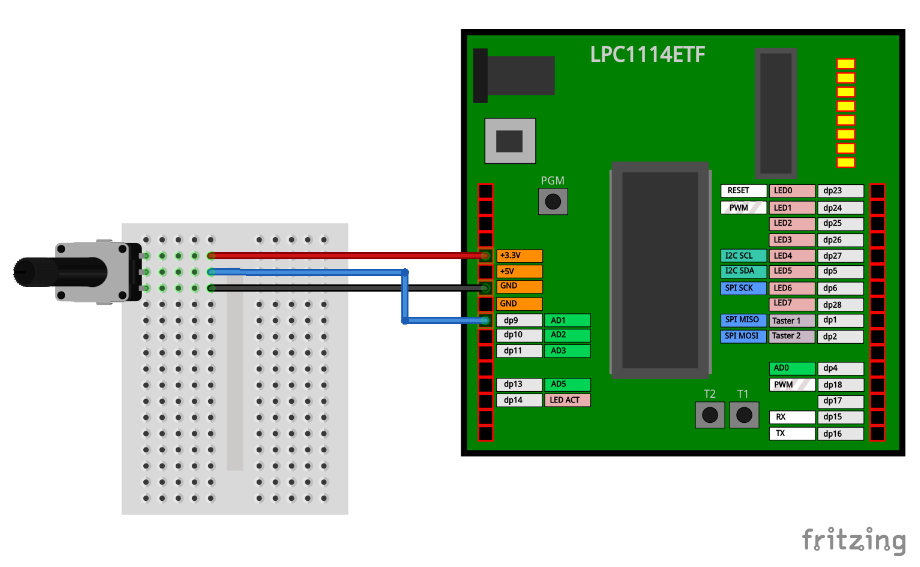 LPC1114ETF
PGM
RESET LED0 dp23
PWM LED1 dp24
LED2 dp25
LED3 dp26
+3.3V
I2C SCL LED4 dp27
+5V
I2C SDA LED5 dp5
GND
SPI SCK LED6 dp6
GND
LED7 dp28
dp9 AD1
SPI MISO Taster 1 dp1
dp10 AD2
SPI MOSI Taster 2 dp2
dp11 AD3
AD0 dp4
dp13 AD5
PWM dp18
dp14 LED ACT
dp17
T2 T1
RX dp15
TX dp16
fritzing